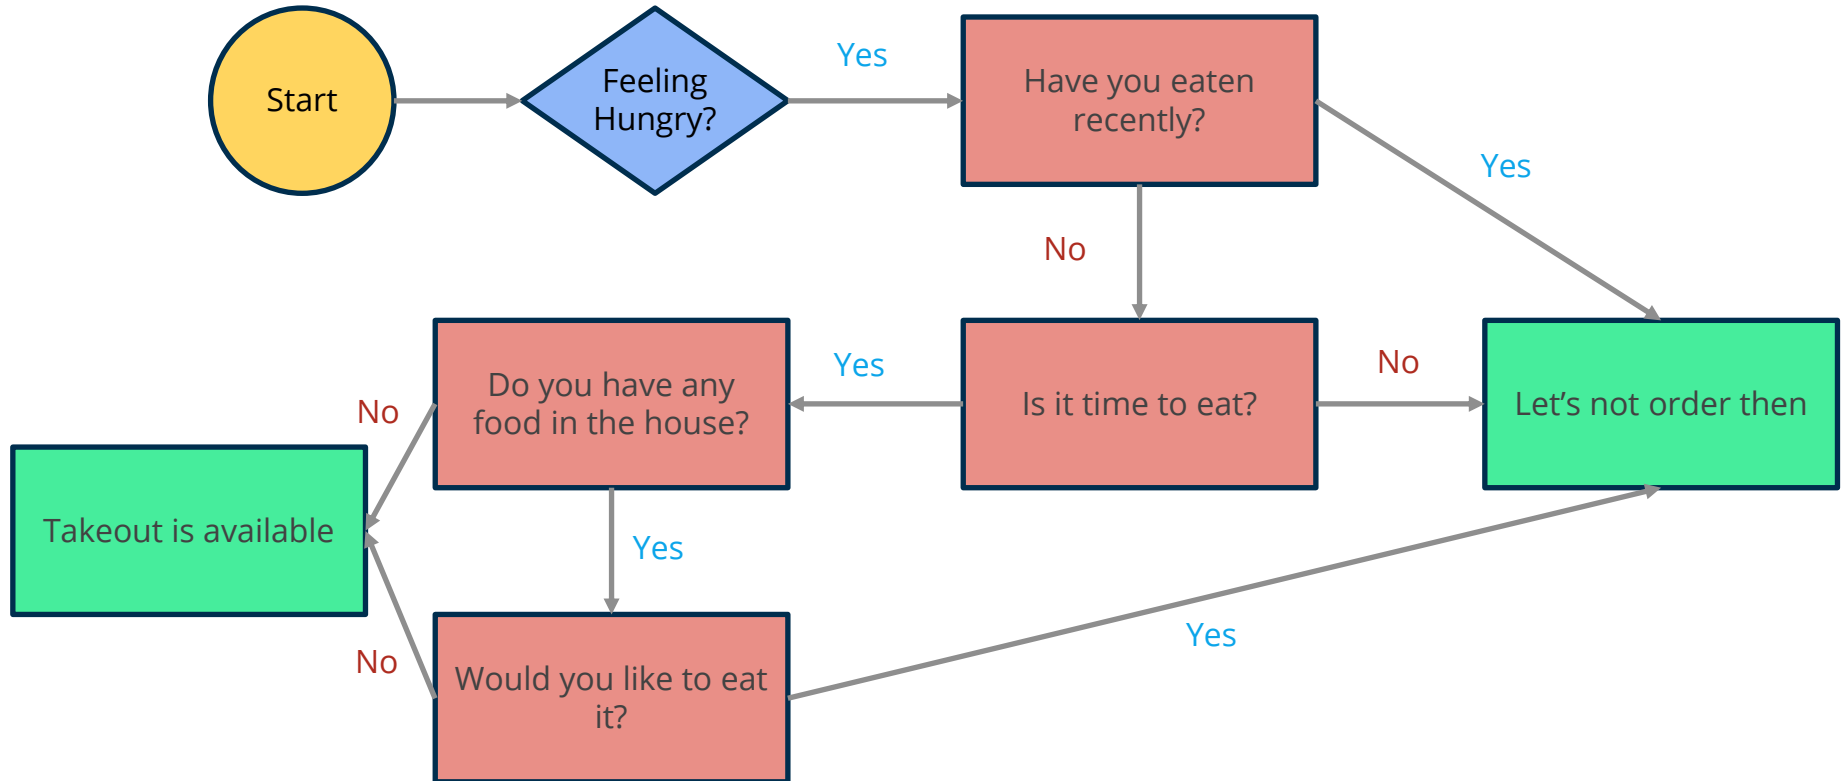 Start
Feeling
Hungry?
Yes
Have you eaten
recently?
Yes
No
Do you have any
food in the house?
Yes
Is it time to eat?
No
Let’s not order then
No
Takeout is available
Yes
No
Would you like to eat
it?
Yes